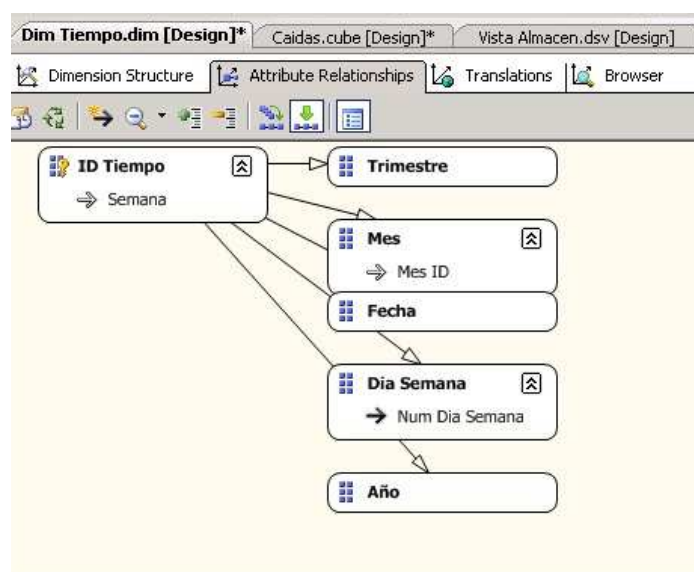 Dim Tiempo.dim [Design]* Caidas.cube [Design]* Vista Almacen.dsv [Design]
Dimension Structure Attribute Relationships Translations Browser
ID Tiempo Trimestre
Semana
Mes
Mes ID
Fecha
Dia Semana
Num Dia Semana
Año